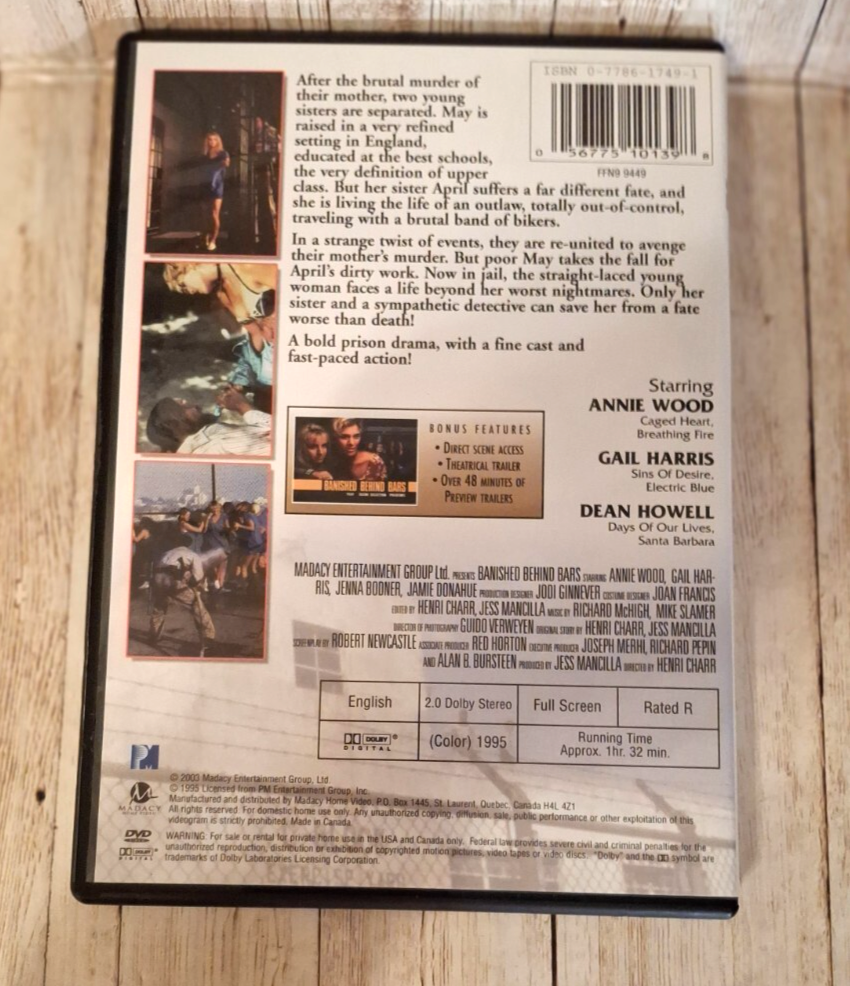 After the brutal murder of
their mother, two young
sisters are separated. May is
raised in a very refined
setting in England,
educated at the best schools,
the very definition of upper
class. But her sister April suffers a far different fate, and
she is living the life of an outlaw, totally out-of-control,
traveling with a brutal band of bikers.
In a strange twist of events, they are re-united to avenge
their mother's murder. But poor May takes the fall for
April's dirty work. Now in jail, the straight-laced young
woman faces a life beyond her worst nightmares. Only her
sister and a sympathetic detective can save her from a fate
worse than death!
A bold prison drama, with a fine cast and
fast-paced action!
ISBN 0-7786-1749-1
0 56775 10139 8
FFN9 9449
Starring
ANNIE WOOD
Caged Heart,
Breathing Fire
GAIL HARRIS
Sins Of Desire,
Electric Blue
DEAN HOWELL
Days Of Our Lives,
Santa Barbara
BANISHED BEHIND BARS
BONUS FEATURES
• DIRECT SCENE ACCESS
• THEATRICAL TRAILER
• OVER 48 MINUTES OF
PREVIEW TRAILERS
MADACY ENTERTAINMENT GROUP Ltd. PRESENTS BANISHED BEHIND BARS STARRING ANNIE WOOD, GAIL HAR-
RIS, JENNA BODNER, JAMIE DONAHUE PRODUCTION DESIGNER JODI GINNEVER COSTUME DESIGNER JOAN FRANCIS
EDITED BY HENRI CHARR, JESS MANCILLA MUSIC BY RICHARD McHIGH, MIKE SLAMER
DIRECTOR OF PHOTOGRAPHY GUIDO VERWEYEN ORIGINAL STORY BY HENRI CHARR, JESS MANCILLA
SCREENPLAY BY ROBERT NEWCASTLE ASSOCIATE PRODUCER RED HORTON EXECUTIVE PRODUCER JOSEPH MERHI, RICHARD PEPIN
AND ALAN B. BURSTEEN PRODUCED BY JESS MANCILLA DIRECTED BY HENRI CHARR
English
2.0 Dolby Stereo
Full Screen
Rated R
DOLBY®
DIGITAL
(Color) 1995
Running Time
Approx. 1hr. 32 min.
PM
MADACY
DVD
DOLBY
DIGITAL
© 2003 Madacy Entertainment Group, Ltd.
© 1995 Licensed from PM Entertainment Group, Inc.
Manufactured and distributed by Madacy Home Video, P.O. Box 1445, St. Laurent, Quebec, Canada H4L 4Z1
All rights reserved. For domestic home use only. Any unauthorized copying, diffusion, sale, public performance or other exploitation of this
videogram is strictly prohibited. Made in Canada.
WARNING: For sale or rental for private home use in the USA and Canada only. Federal law provides severe civil and criminal penalties for the
unauthorized reproduction, distribution or exhibition of copyrighted motion pictures, video tapes or video discs. "Dolby" and the symbol are
trademarks of Dolby Laboratories Licensing Corporation.